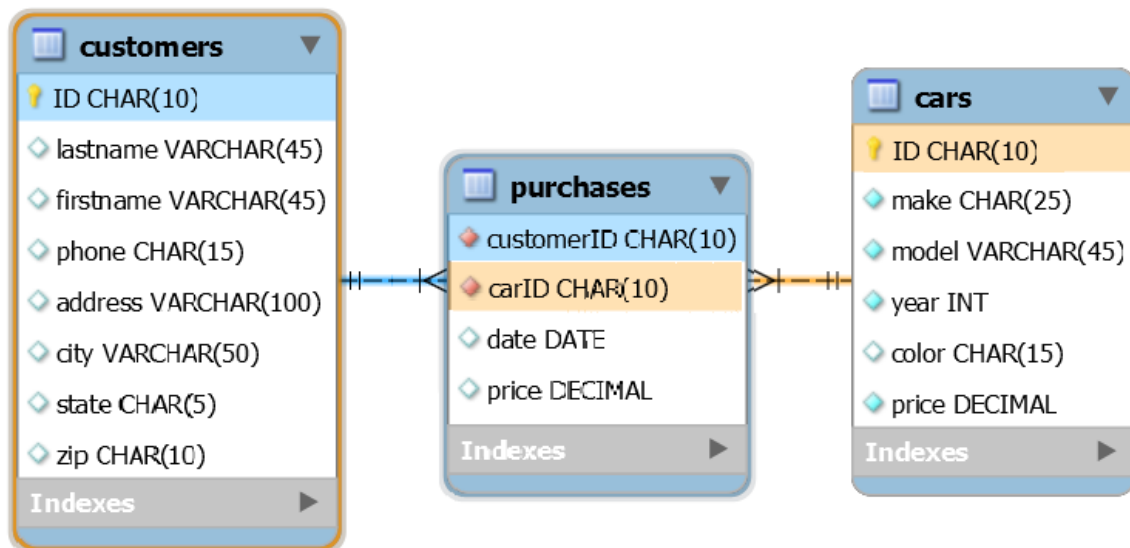 customers
ID CHAR(10)
lastname VARCHAR(45)
firstname VARCHAR(45)
phone CHAR(15)
address VARCHAR(100)
city VARCHAR(50)
state CHAR(5)
zip CHAR(10)
Indexes
purchases
customerID CHAR(10)
carID CHAR(10)
date DATE
price DECIMAL
Indexes
cars
ID CHAR(10)
make CHAR(25)
model VARCHAR(45)
year INT
color CHAR(15)
price DECIMAL
Indexes